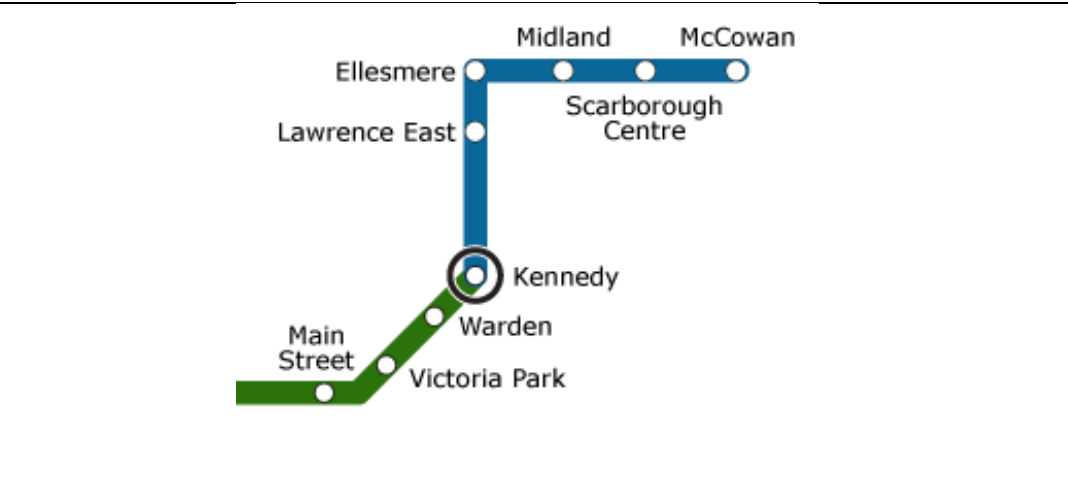 Midland
McCowan
Ellesmere
Scarborough
Centre
Lawrence East
Kennedy
Warden
Main
Street
Victoria Park